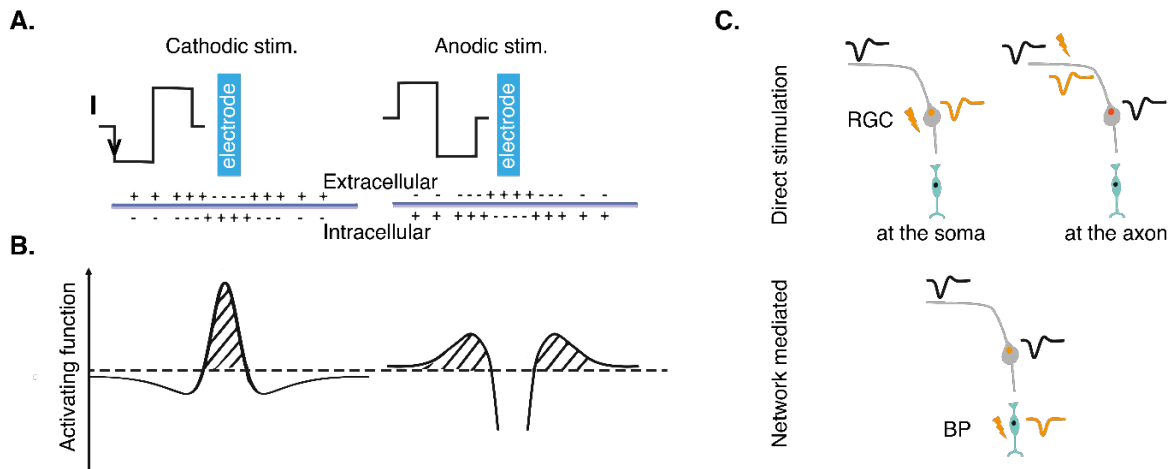 A.
Cathodic stim.
Anodic stim.
I
electrode
electrode
Extracellular
+ + + + + - - - - - + + + + +
- - - - - + + + + - - - - -
- - - - - + + + + + - - - - -
+ + + + + - - - - - + + + + +
Intracellular
B.
Activating function
C.
Direct stimulation
RGC
at the soma
at the axon
Network mediated
BP